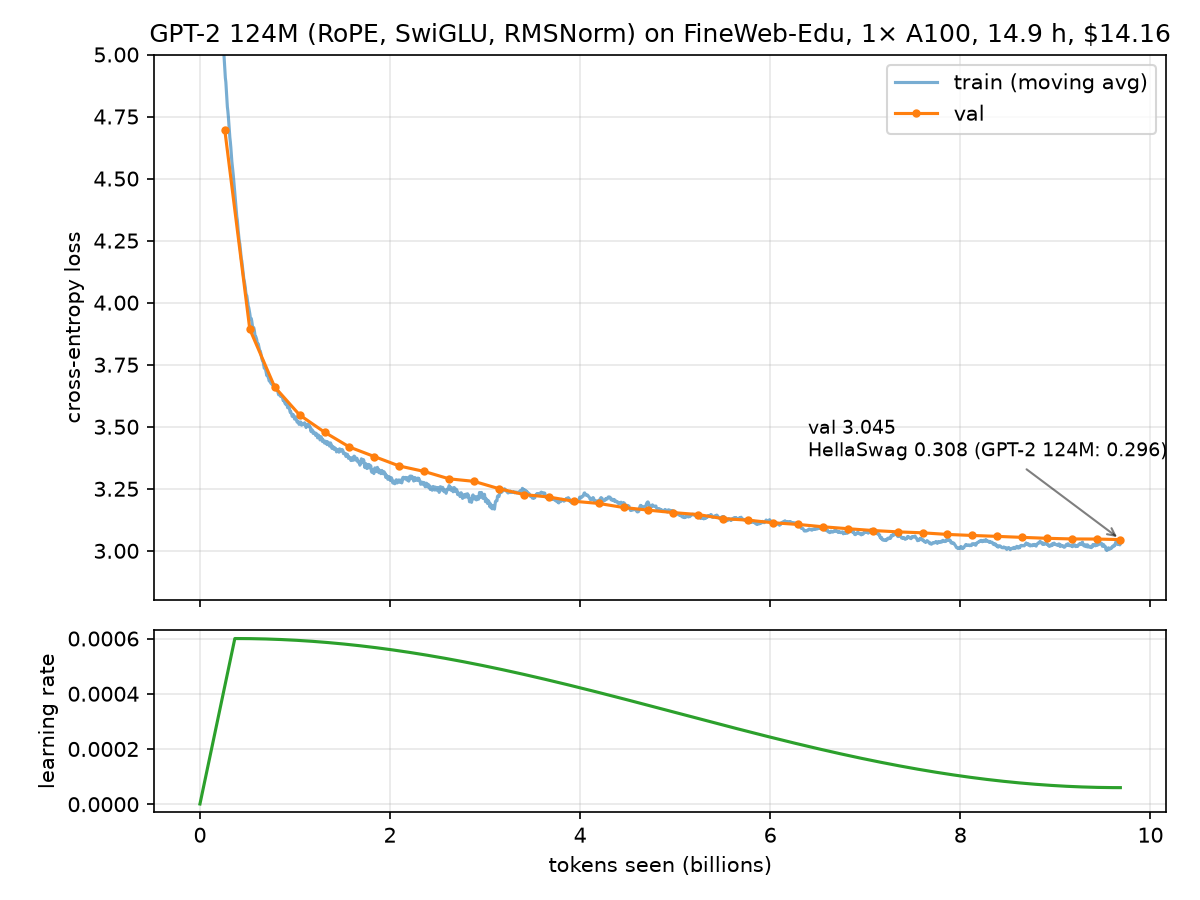 GPT-2 124M (RoPE, SwiGLU, RMSNorm) on FineWeb-Edu, 1× A100, 14.9 h, $14.16
5.00
4.75
4.50
4.25
4.00
3.75
3.50
3.25
3.00
cross-entropy loss
train (moving avg)
val
val 3.045
HellaSwag 0.308 (GPT-2 124M: 0.296)
0.0006
0.0004
0.0002
0.0000
learning rate
0 2 4 6 8 10
tokens seen (billions)